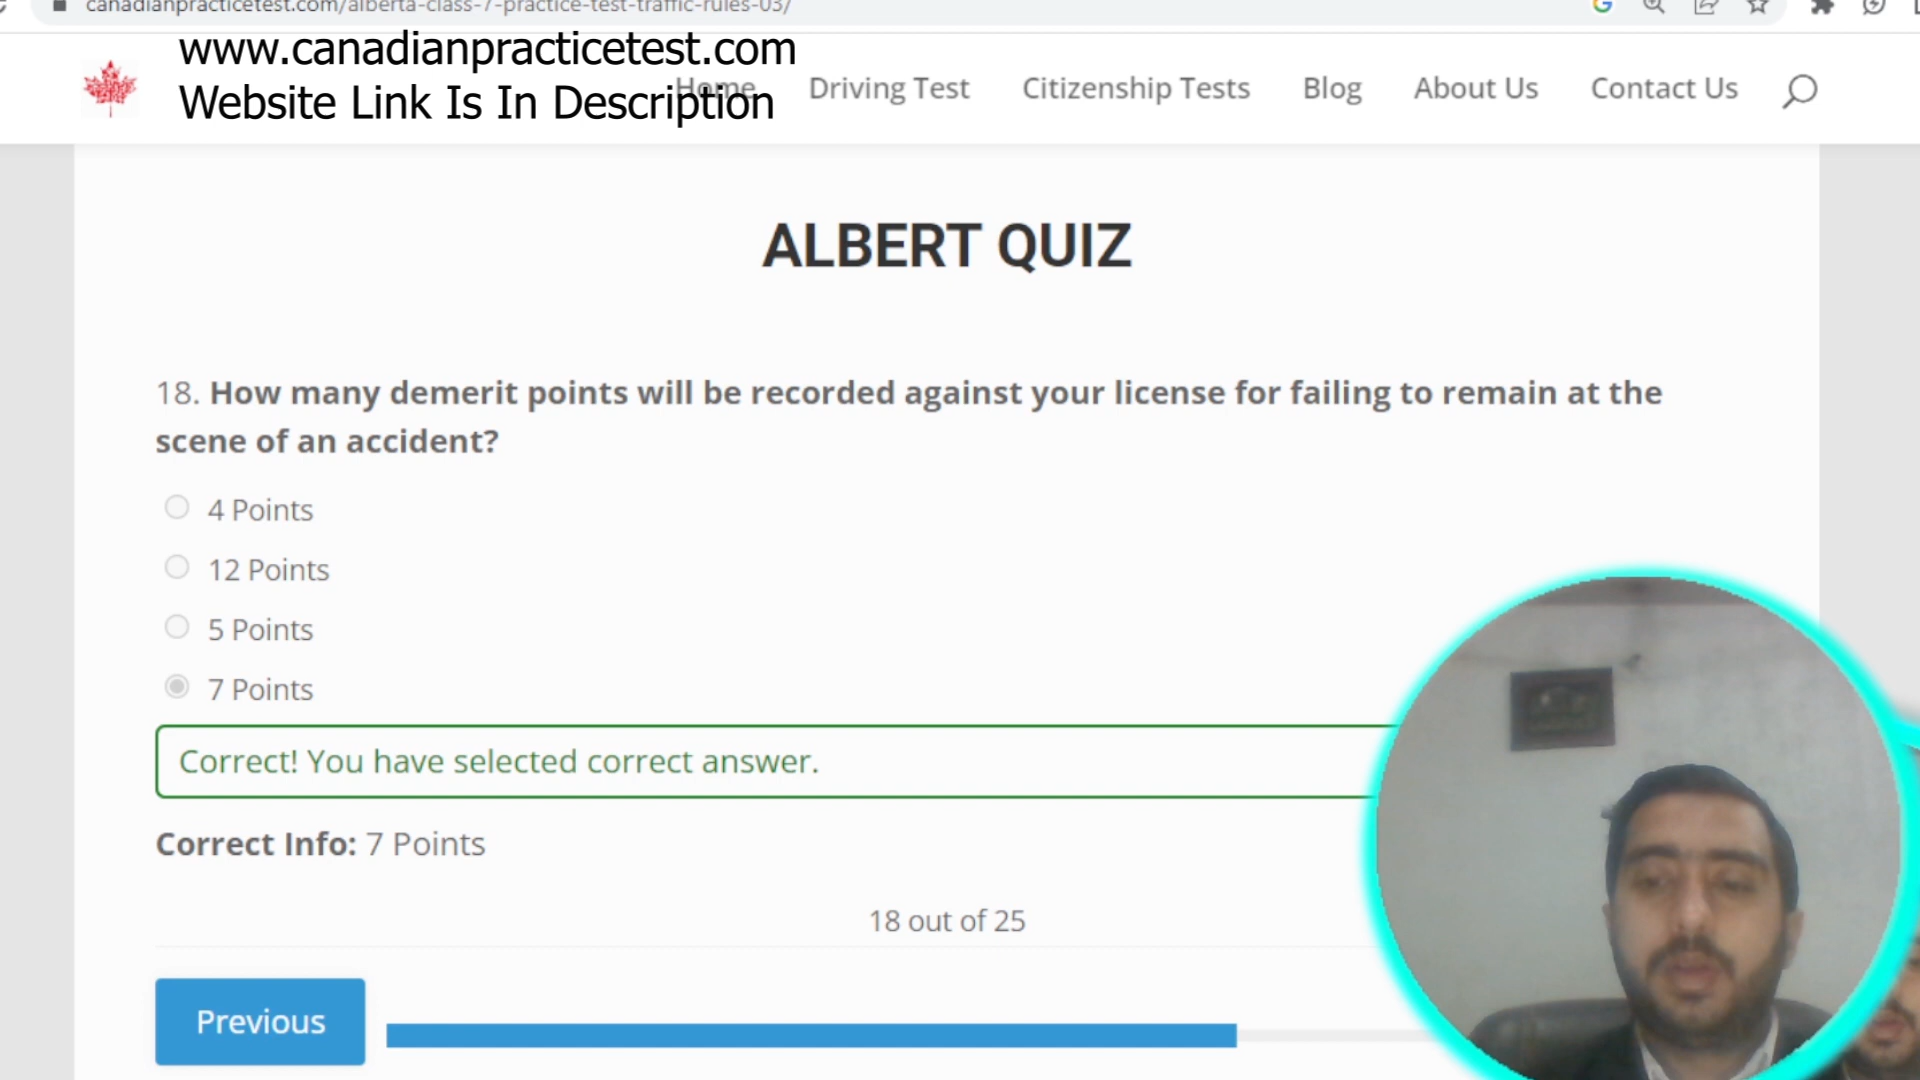 canadianpracticetest.com/alberta-class-7-practice-test-traffic-rules-03/
www.canadianpracticetest.com
Website Link Is In Description
Home Driving Test Citizenship Tests Blog About Us Contact Us
ALBERT QUIZ
18. How many demerit points will be recorded against your license for failing to remain at the
scene of an accident?
4 Points
12 Points
5 Points
7 Points
Correct! You have selected correct answer.
Correct Info: 7 Points
18 out of 25
Previous